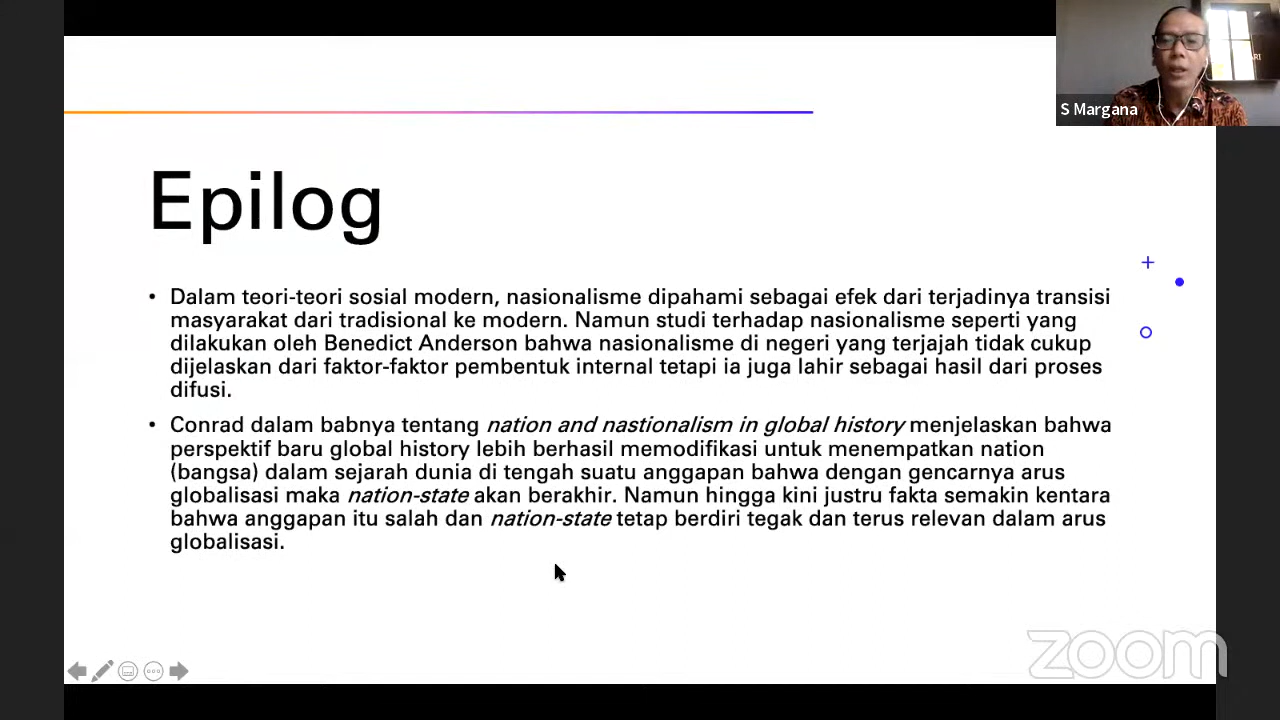 S Margana
Epilog
• Dalam teori-teori sosial modern, nasionalisme dipahami sebagai efek dari terjadinya transisi
masyarakat dari tradisional ke modern. Namun studi terhadap nasionalisme seperti yang
dilakukan oleh Benedict Anderson bahwa nasionalisme di negeri yang terjajah tidak cukup
dijelaskan dari faktor-faktor pembentuk internal tetapi ia juga lahir sebagai hasil dari proses
difusi.
• Conrad dalam babnya tentang nation and nastionalism in global history menjelaskan bahwa
perspektif baru global history lebih berhasil memodifikasi untuk menempatkan nation
(bangsa) dalam sejarah dunia di tengah suatu anggapan bahwa dengan gencarnya arus
globalisasi maka nation-state akan berakhir. Namun hingga kini justru fakta semakin kentara
bahwa anggapan itu salah dan nation-state tetap berdiri tegak dan terus relevan dalam arus
globalisasi.
zoom